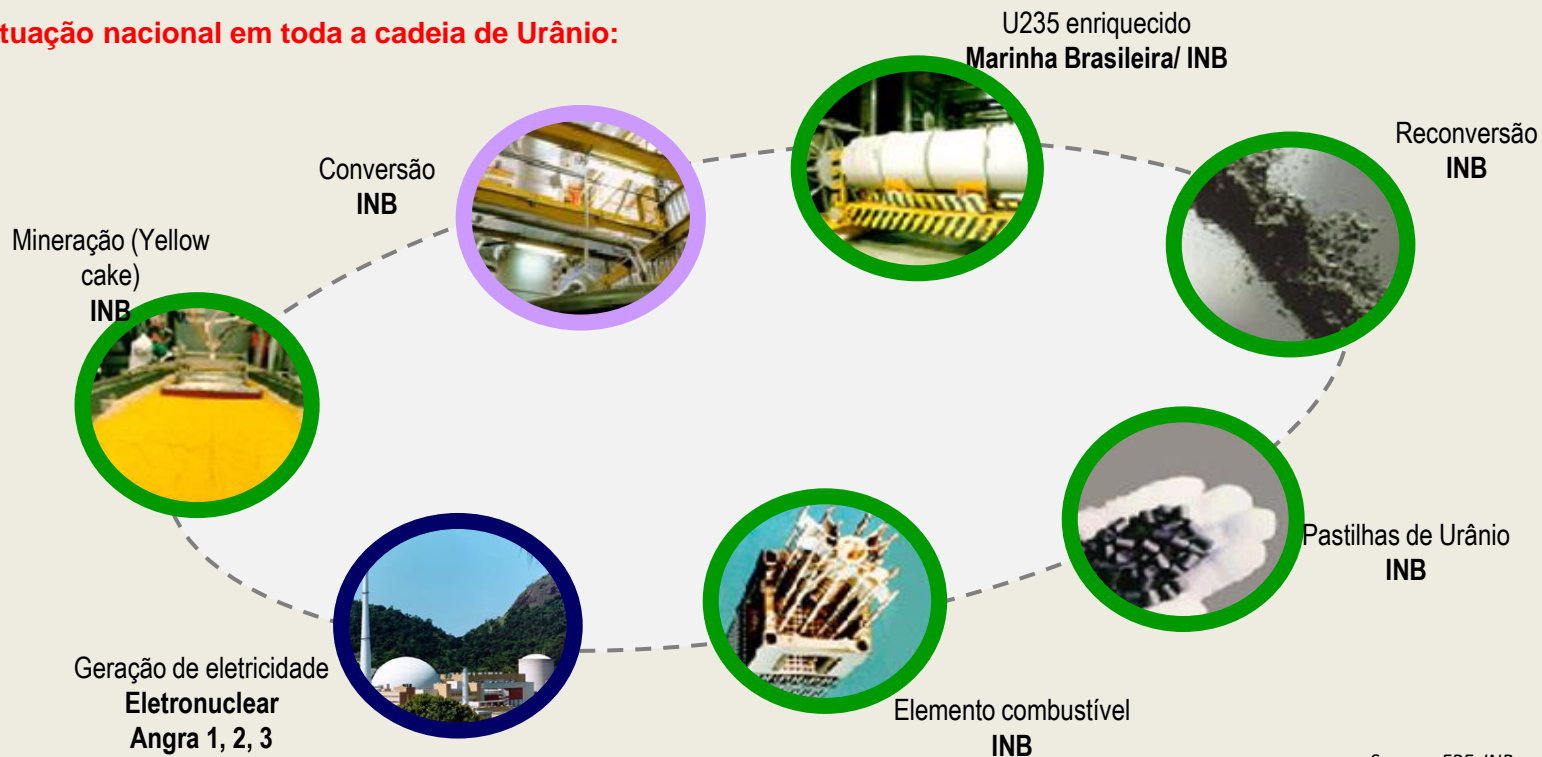 tuação nacional em toda a cadeia de Urânio:
U235 enriquecido
Marinha Brasileira/ INB
Reconversão
INB
Conversão
INB
Mineração (Yellow
cake)
INB
Pastilhas de Urânio
INB
Geração de eletricidade
Eletronuclear
Angra 1, 2, 3
Elemento combustível
INB